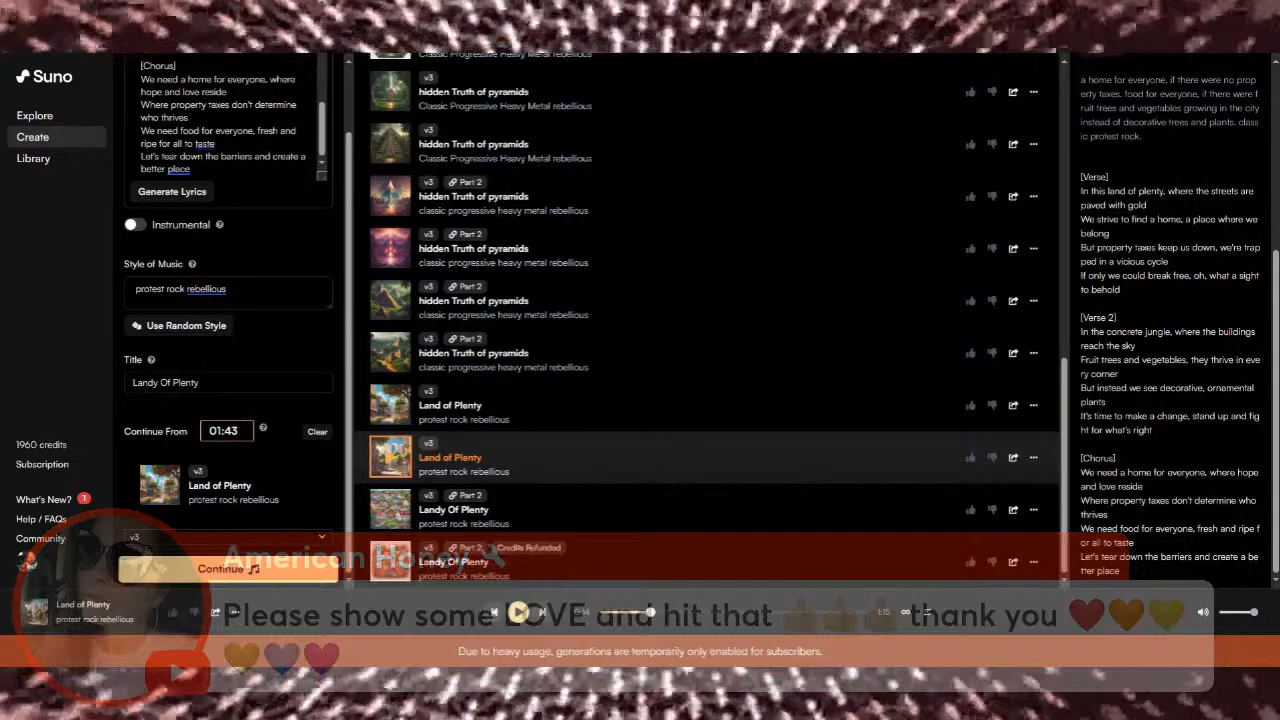 Suno
Explore
Create
Library
1960 credits
Subscription
What's New? 1
Help / FAQs
Community
[Chorus]
We need a home for everyone, where
hope and love reside
Where property taxes don't determine
who thrives
We need food for everyone, fresh and
ripe for all to taste
Let's tear down the barriers and create a
better place
Generate Lyrics
Instrumental
Style of Music
protest rock rebellious
Use Random Style
Title
Landy Of Plenty
Continue From 01:43 Clear
v3
Land of Plenty
protest rock rebellious
v3
Continue
Classic Progressive Heavy Metal rebellious
v3
hidden Truth of pyramids
Classic Progressive Heavy Metal rebellious
v3
hidden Truth of pyramids
Classic Progressive Heavy Metal rebellious
v3 Part 2
hidden Truth of pyramids
classic progressive heavy metal rebellious
v3 Part 2
hidden Truth of pyramids
classic progressive heavy metal rebellious
v3 Part 2
hidden Truth of pyramids
classic progressive heavy metal rebellious
v3 Part 2
hidden Truth of pyramids
classic progressive heavy metal rebellious
v3
Land of Plenty
protest rock rebellious
v3
Land of Plenty
protest rock rebellious
v3 Part 2
Landy Of Plenty
protest rock rebellious
v3 Part 2 Credits Refunded
Landy Of Plenty
protest rock rebellious
a home for everyone, if there were no prop
erty taxes. food for everyone, if there were f
ruit trees and vegetables growing in the city
instead of decorative trees and plants. class
ic protest rock.
[Verse]
In this land of plenty, where the streets are
paved with gold
We strive to find a home, a place where we
belong
But property taxes keep us down, we're trap
ped in a vicious cycle
If only we could break free, oh, what a sight
to behold
[Verse 2]
In the concrete jungle, where the buildings
reach the sky
Fruit trees and vegetables, they thrive in eve
ry corner
But instead we see decorative, ornamental
plants
It's time to make a change, stand up and fig
ht for what's right
[Chorus]
We need a home for everyone, where hope
and love reside
Where property taxes don't determine who
thrives
We need food for everyone, fresh and ripe f
or all to taste
Let's tear down the barriers and create a be
tter place
American Honey
Land of Plenty
protest rock rebellious
1:15
Please show some LOVE and hit that 👍👍👍 thank you ❤️🧡💛
💛💙💜
Due to heavy usage, generations are temporarily only enabled for subscribers.